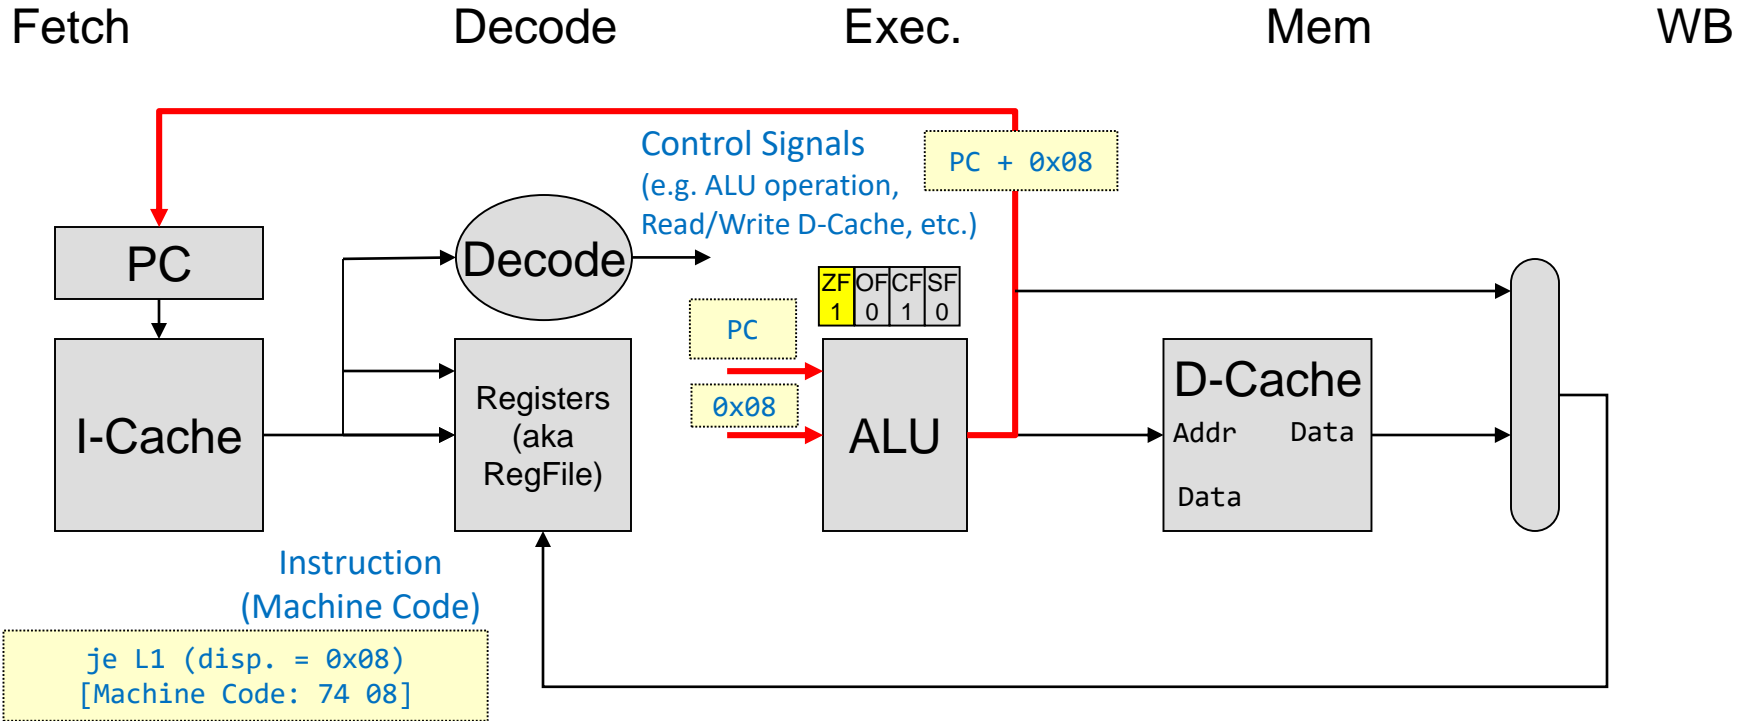 Fetch Decode Exec. Mem WB
Control Signals
(e.g. ALU operation,
Read/Write D-Cache, etc.)
PC + 0x08
PC
Decode
ZF OF CF SF
1 0 1 0
PC
0x08
I-Cache
Registers
(aka
RegFile)
ALU
D-Cache
Addr Data
Data
Instruction
(Machine Code)
je L1 (disp. = 0x08)
[Machine Code: 74 08]